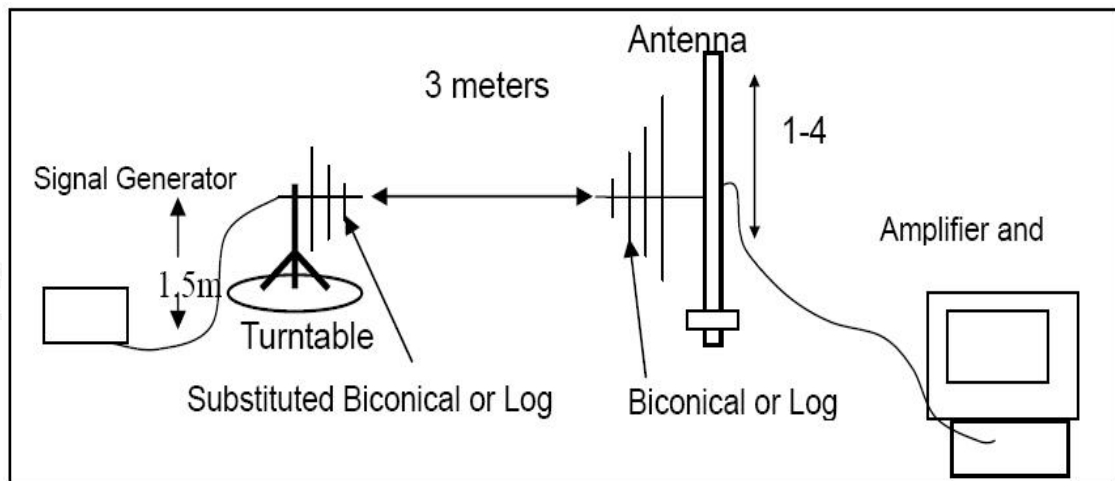 Antenna
3 meters
1-4
Signal Generator
Amplifier and
1.5m
Turntable
Substituted Biconical or Log
Biconical or Log